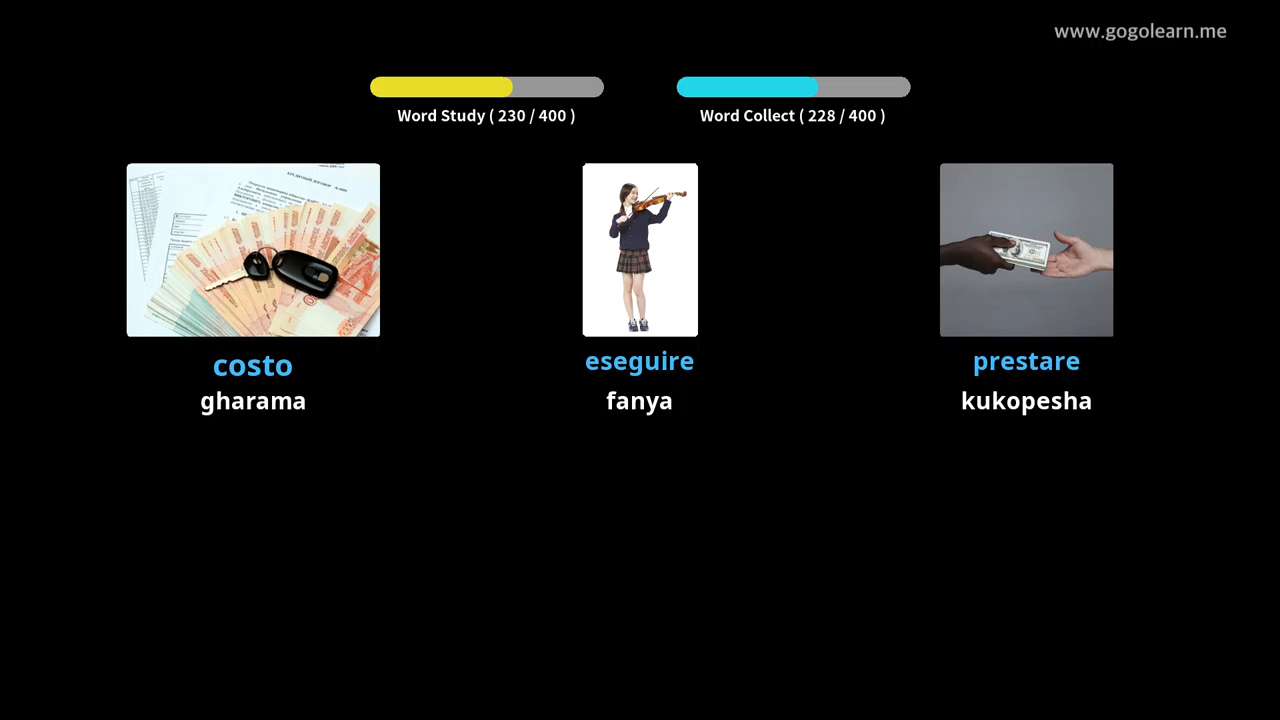 www.gogolearn.me
Word Study ( 230 / 400 )
Word Collect ( 228 / 400 )
costo
gharama
eseguire
fanya
prestare
kukopesha